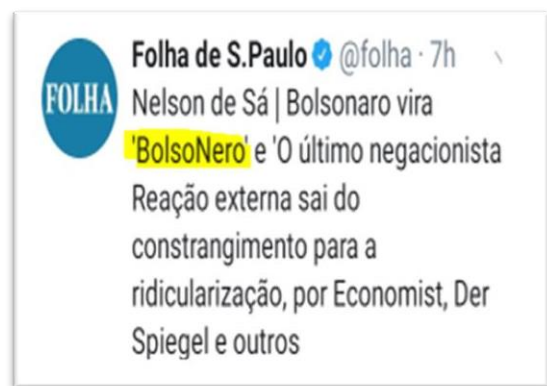 FOLHA
Folha de S.Paulo @folha · 7h
Nelson de Sá | Bolsonaro vira
'BolsoNero' e 'O último negacionista
Reação externa sai do
constrangimento para a
ridicularização, por Economist, Der
Spiegel e outros